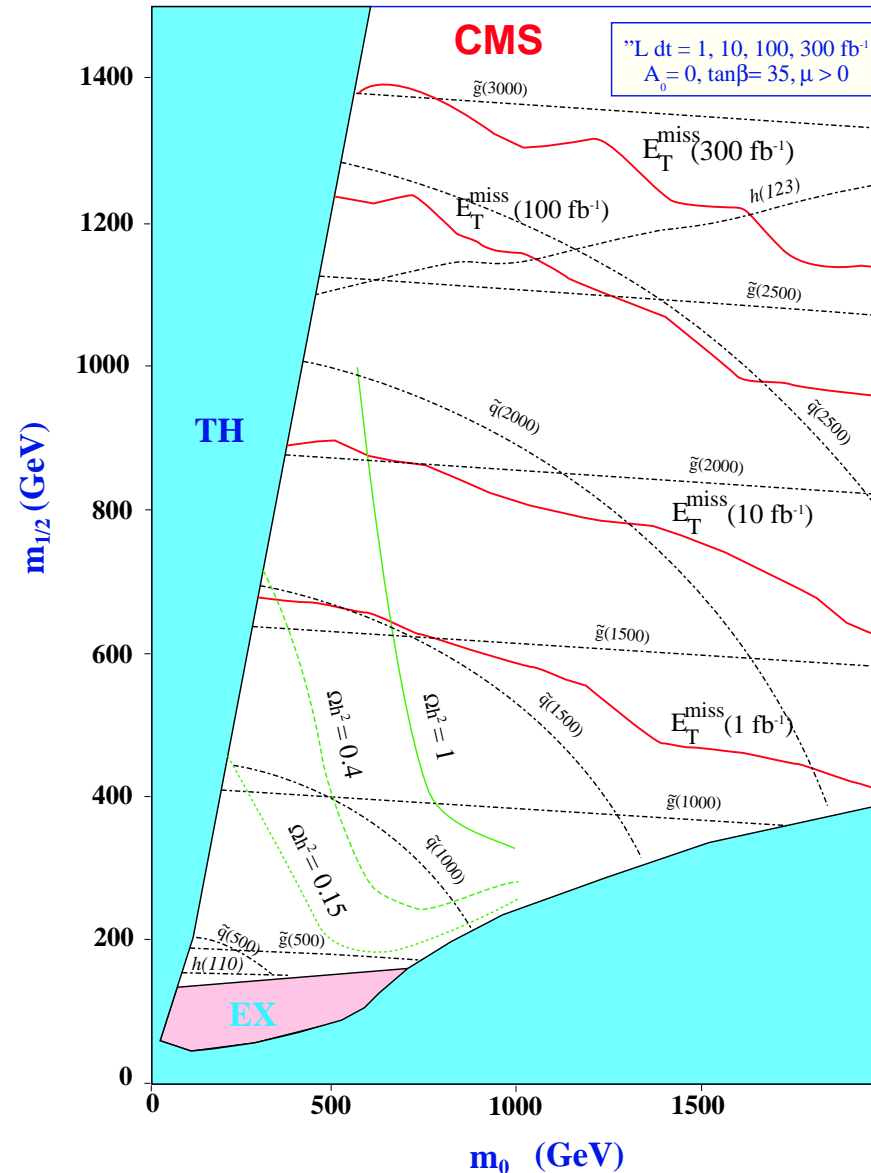 CMS
”L dt = 1, 10, 100, 300 fb⁻¹
A₀ = 0, tanβ= 35, μ > 0
1400
g̃(3000)
E_T^miss (300 fb⁻¹)
h(123)
E_T^miss (100 fb⁻¹)
1200
g̃(2500)
1000
TH
q̃(2000)
q̃(2500)
g̃(2000)
800
E_T^miss (10 fb⁻¹)
m₁/₂ (GeV)
600
g̃(1500)
q̃(1500)
E_T^miss (1 fb⁻¹)
Ωh² = 0.4
Ωh² = 1
400
g̃(1000)
Ωh² = 0.15
q̃(1000)
200
q̃(500)
g̃(500)
h(110)
EX
0
0
500
1000
1500
m₀ (GeV)